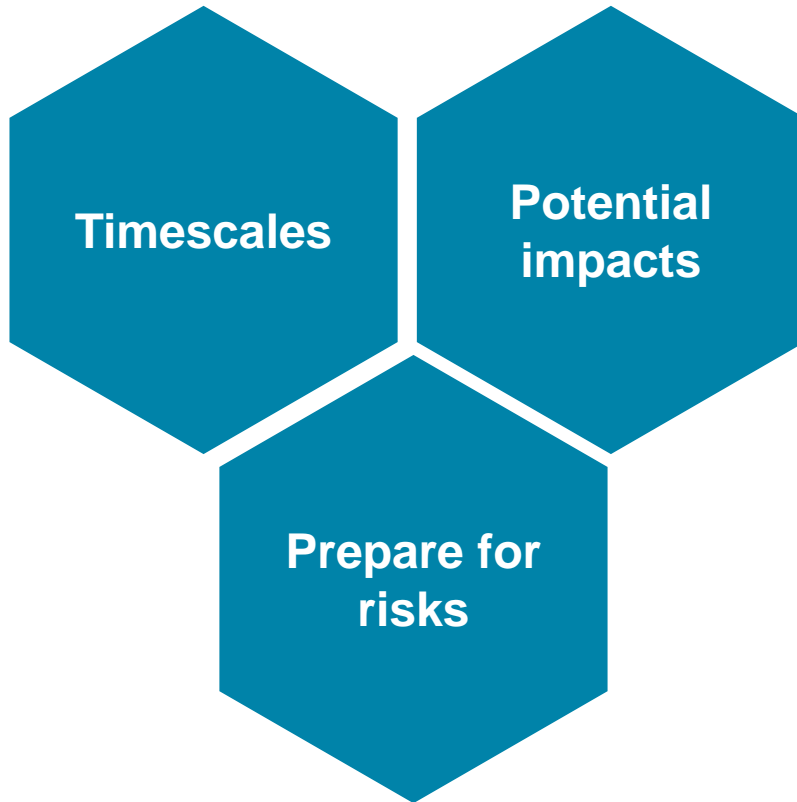 Timescales
Potential
impacts
Prepare for
risks